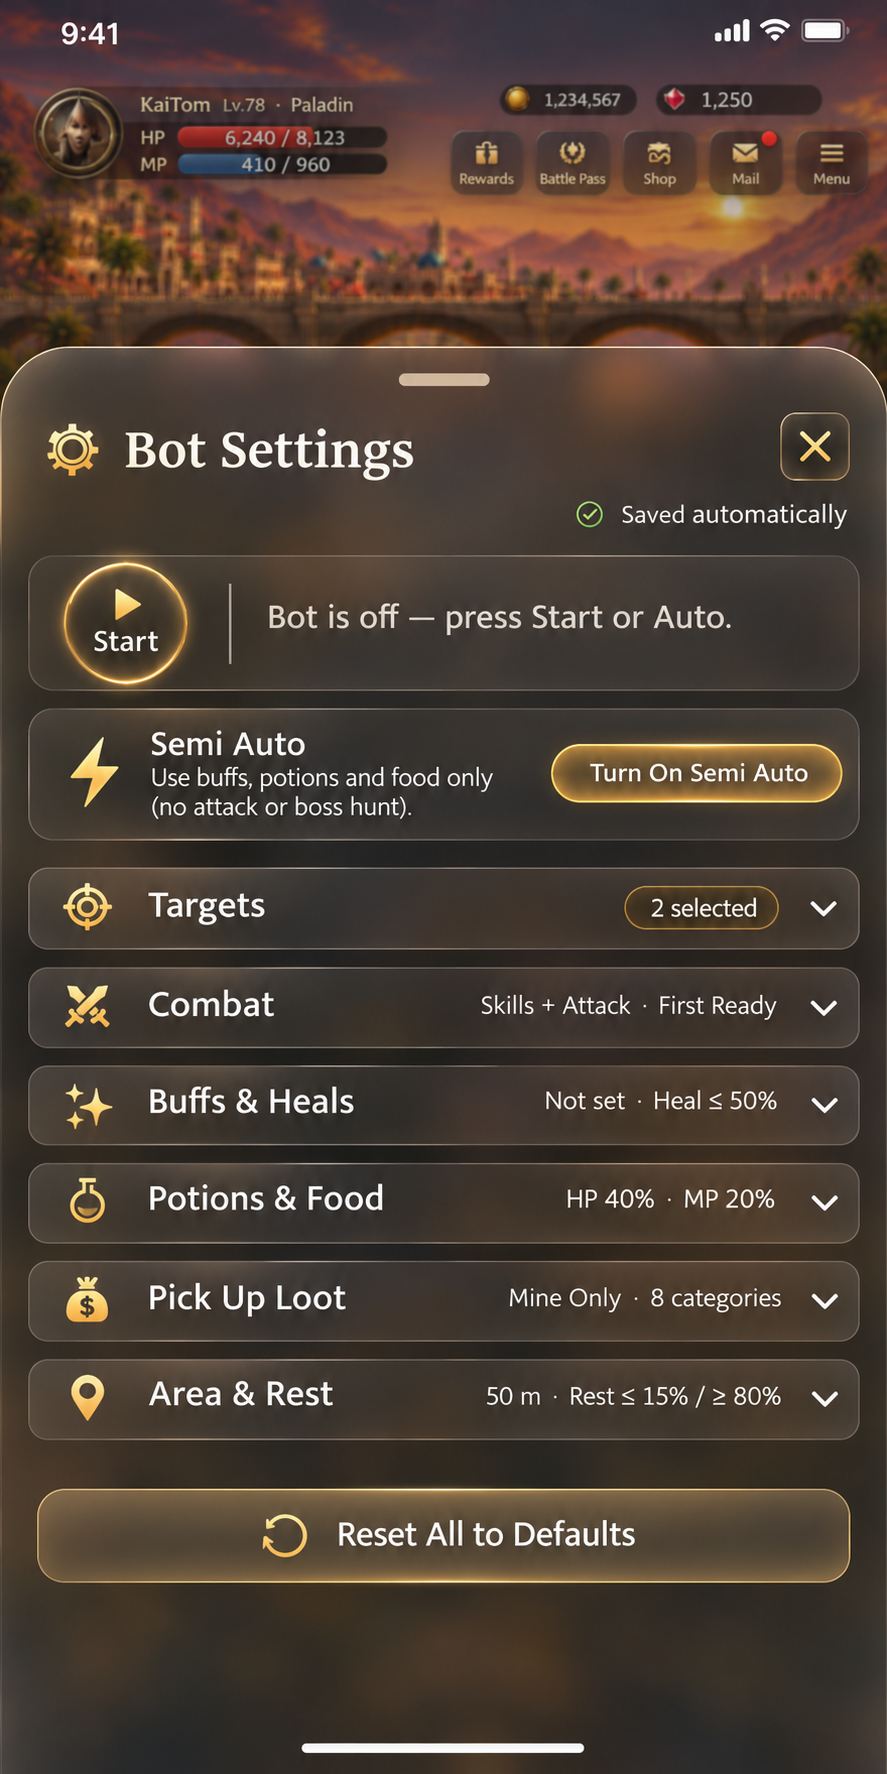 9:41
KaiTom Lv.78 · Paladin
HP 6,240 / 8,123
MP 410 / 960
1,234,567
1,250
Rewards
Battle Pass
Shop
Mail
Menu
Bot Settings
Saved automatically
Start
Bot is off — press Start or Auto.
Semi Auto
Use buffs, potions and food only
(no attack or boss hunt).
Turn On Semi Auto
Targets
2 selected
Combat
Skills + Attack · First Ready
Buffs & Heals
Not set · Heal ≤ 50%
Potions & Food
HP 40% · MP 20%
$
Pick Up Loot
Mine Only · 8 categories
Area & Rest
50 m · Rest ≤ 15% / ≥ 80%
Reset All to Defaults